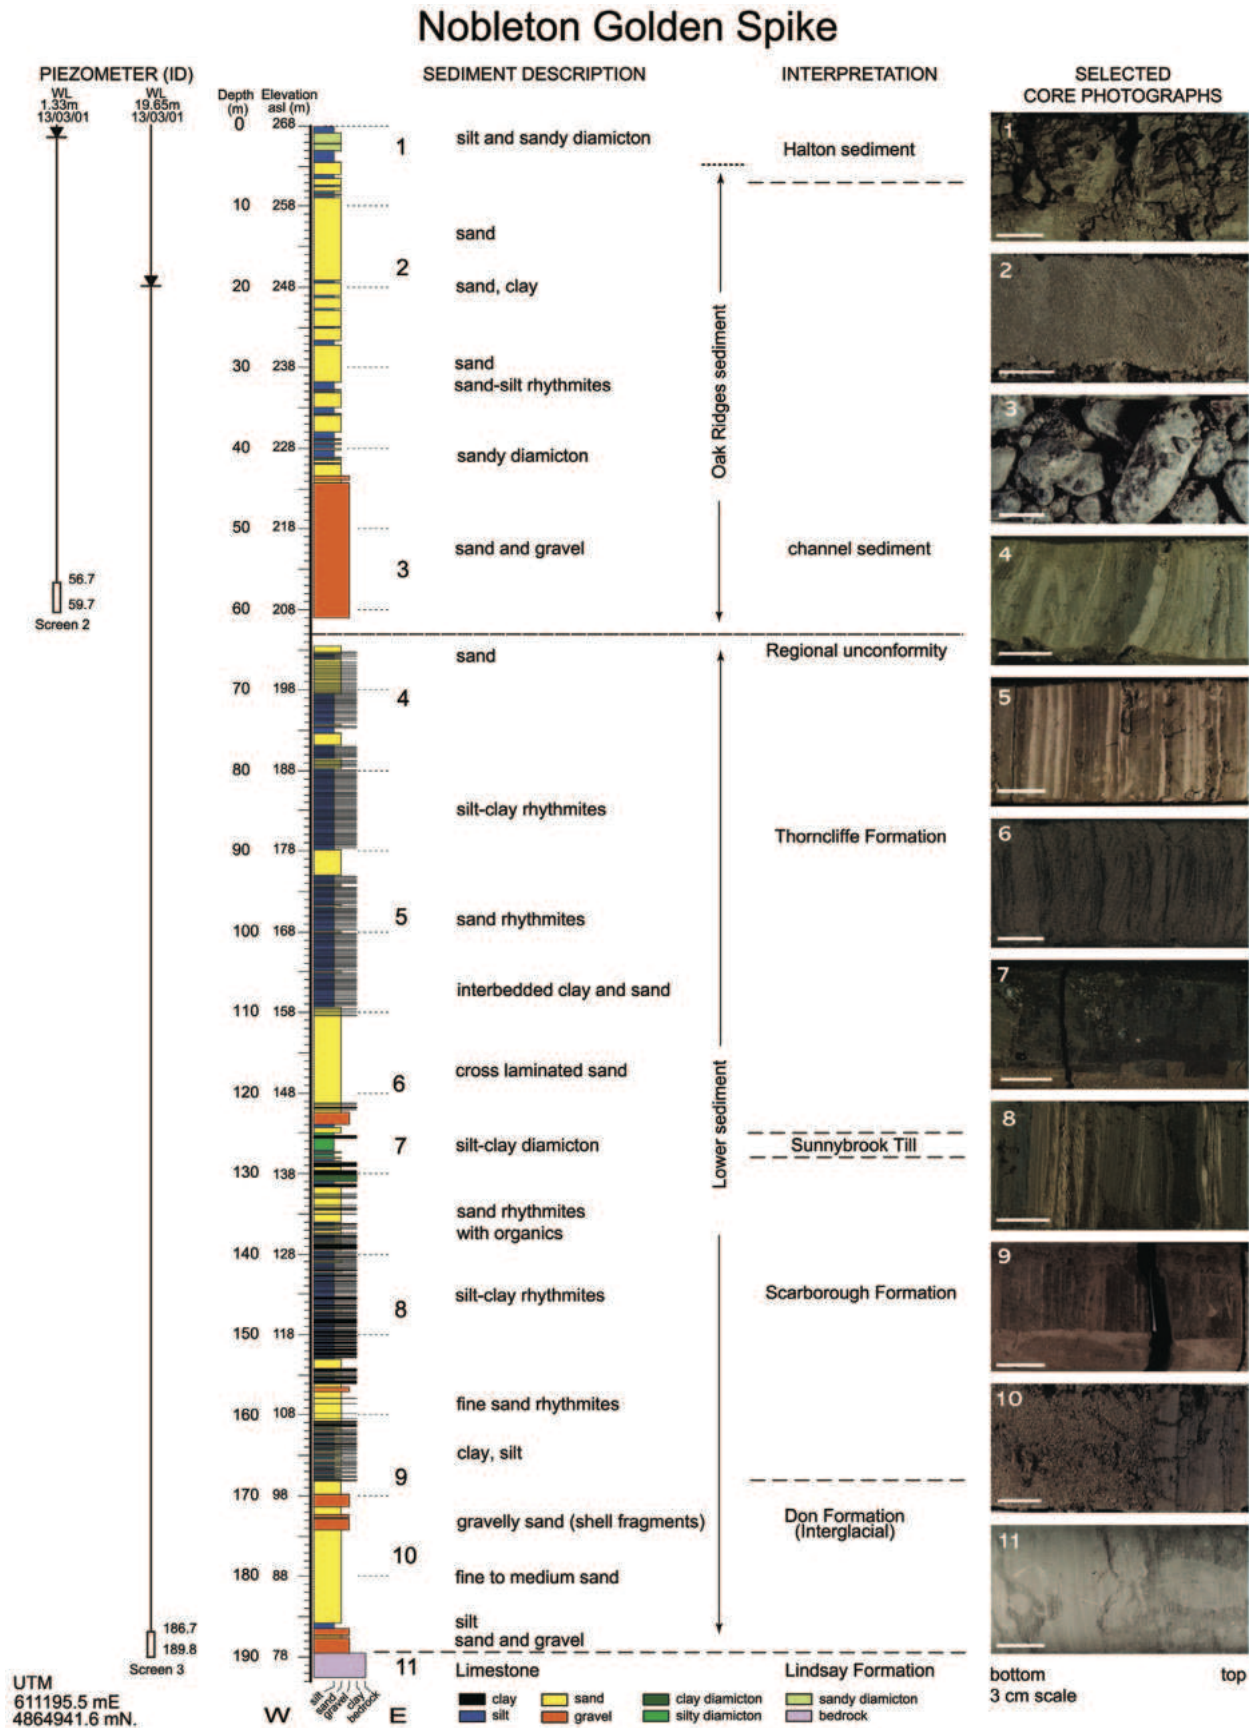 Nobleton Golden Spike
PIEZOMETER (ID)
SEDIMENT DESCRIPTION
INTERPRETATION
SELECTED
CORE PHOTOGRAPHS
WL
1.33m
13/03/01
WL
19.65m
13/03/01
Depth
(m)
Elevation
asl (m)
0 268
10 258
20 248
30 238
40 228
50 218
60 208
70 198
80 188
90 178
100 168
110 158
120 148
130 138
140 128
150 118
160 108
170 98
180 88
190 78
56.7
59.7
Screen 2
186.7
189.8
Screen 3
1
2
3
4
5
6
7
8
9
10
11
silt and sandy diamicton
sand
sand, clay
sand
sand-silt rhythmites
sandy diamicton
sand and gravel
sand
silt-clay rhythmites
sand rhythmites
interbedded clay and sand
cross laminated sand
silt-clay diamicton
sand rhythmites
with organics
silt-clay rhythmites
fine sand rhythmites
clay, silt
gravelly sand (shell fragments)
fine to medium sand
silt
sand and gravel
Limestone
Oak Ridges sediment
Lower sediment
Halton sediment
channel sediment
Regional unconformity
Thorncliffe Formation
Sunnybrook Till
Scarborough Formation
Don Formation
(Interglacial)
Lindsay Formation
1
2
3
4
5
6
7
8
9
10
11
bottom top
3 cm scale
UTM
611195.5 mE
4864941.6 mN.
silt
sand
gravel
clay
bedrock
W E
clay
silt
sand
gravel
clay diamicton
silty diamicton
sandy diamicton
bedrock